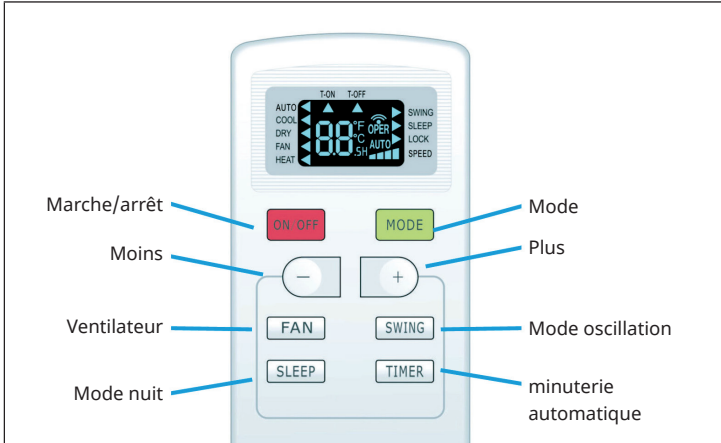 T-ON T-OFF
AUTO SWING
COOL °F OPER SLEEP
DRY 88 °C LOCK
FAN AUTO
HEAT .5H SPEED
Marche/arrêt ON/OFF MODE Mode
Moins − + Plus
Ventilateur FAN SWING Mode oscillation
Mode nuit SLEEP TIMER minuterie
automatique